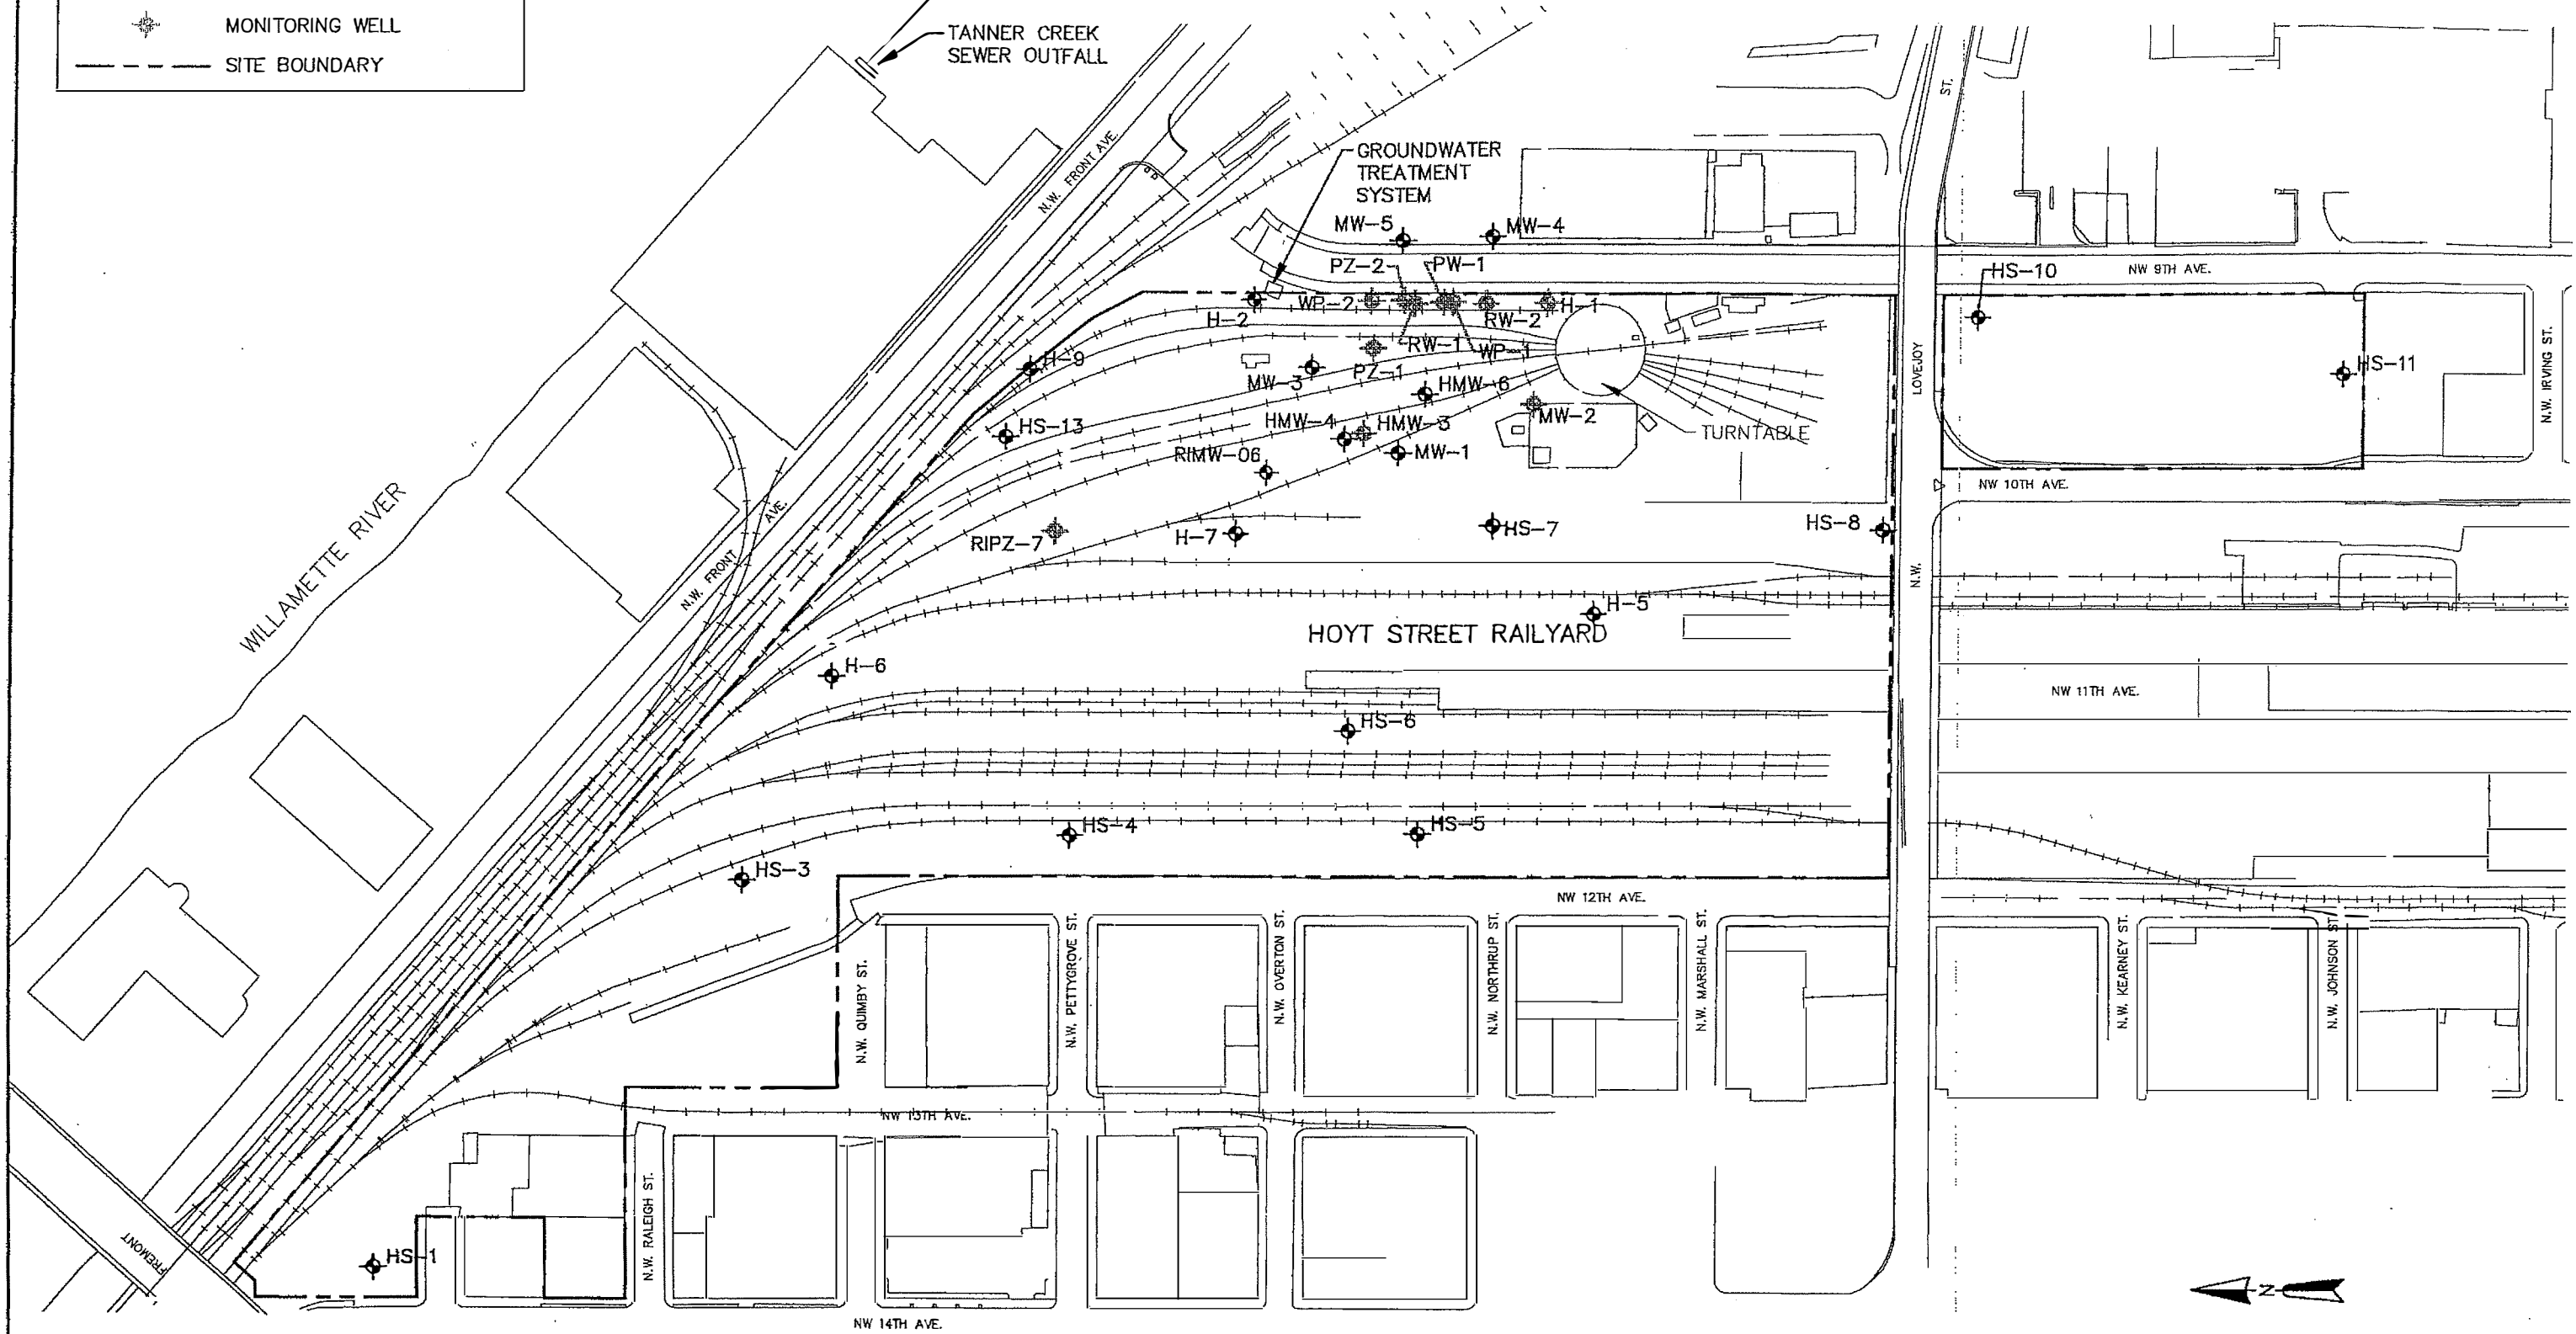 MONITORING WELL
SITE BOUNDARY
TANNER CREEK
SEWER OUTFALL
N.W. FRONT AVE.
GROUNDWATER
TREATMENT
SYSTEM
ST.
MW-5
MW-4
PZ-2
PW-1
NW 9TH AVE.
HS-10
WP-2
H-2
RW-2
H-1
RW-1
WP-1
H-9
MW-3
PZ-1
HMW-6
LOVEJOY
HS-11
N.W. IRVING ST.
HS-13
HMW-4
HMW-3
MW-2
TURNTABLE
RIMW-06
MW-1
NW 10TH AVE.
WILLAMETTE RIVER
N.W. FRONT AVE.
RIPZ-7
H-7
HS-7
HS-8
N.W.
H-5
HOYT STREET RAILYARD
H-6
NW 11TH AVE.
HS-6
HS-4
HS-5
HS-3
NW 12TH AVE.
N.W. QUIMBY ST.
N.W. PETTYGROVE ST.
N.W. OVERTON ST.
N.W. NORTHRUP ST.
N.W. MARSHALL ST.
N.W. KEARNEY ST.
N.W. JOHNSON ST.
NW 13TH AVE.
N.W. RALEIGH ST.
FREMONT
HS-1
N
NW 14TH AVE.